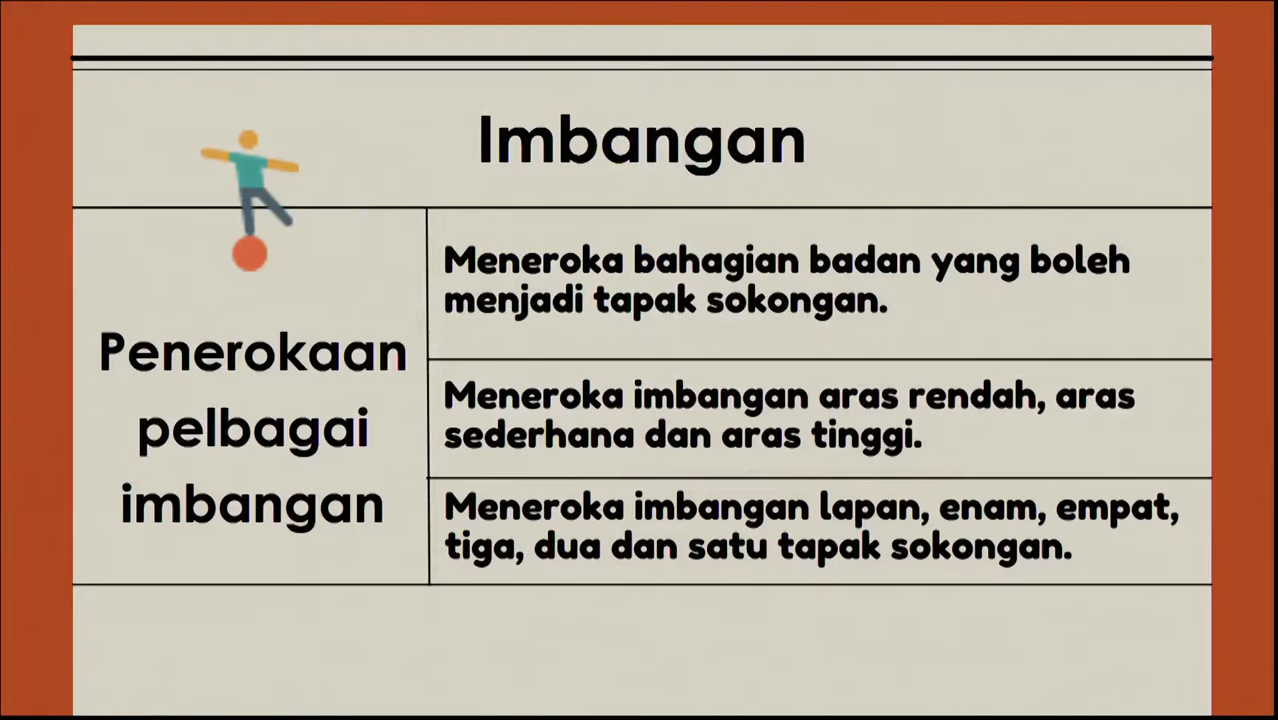 Imbangan
Penerokaan
pelbagai
imbangan
Meneroka bahagian badan yang boleh
menjadi tapak sokongan.
Meneroka imbangan aras rendah, aras
sederhana dan aras tinggi.
Meneroka imbangan lapan, enam, empat,
tiga, dua dan satu tapak sokongan.